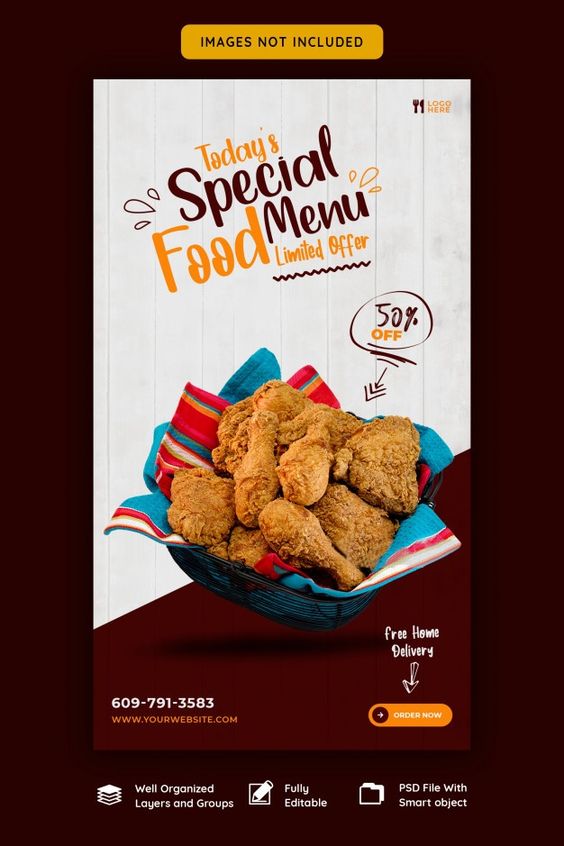 IMAGES NOT INCLUDED
LOGO
HERE
Today's
Special
Food Menu
Limited Offer
50%
OFF
free Home
Delivery
609-791-3583
WWW.YOURWEBSITE.COM
ORDER NOW
Well Organized
Layers and Groups
Fully
Editable
PSD File With
Smart object